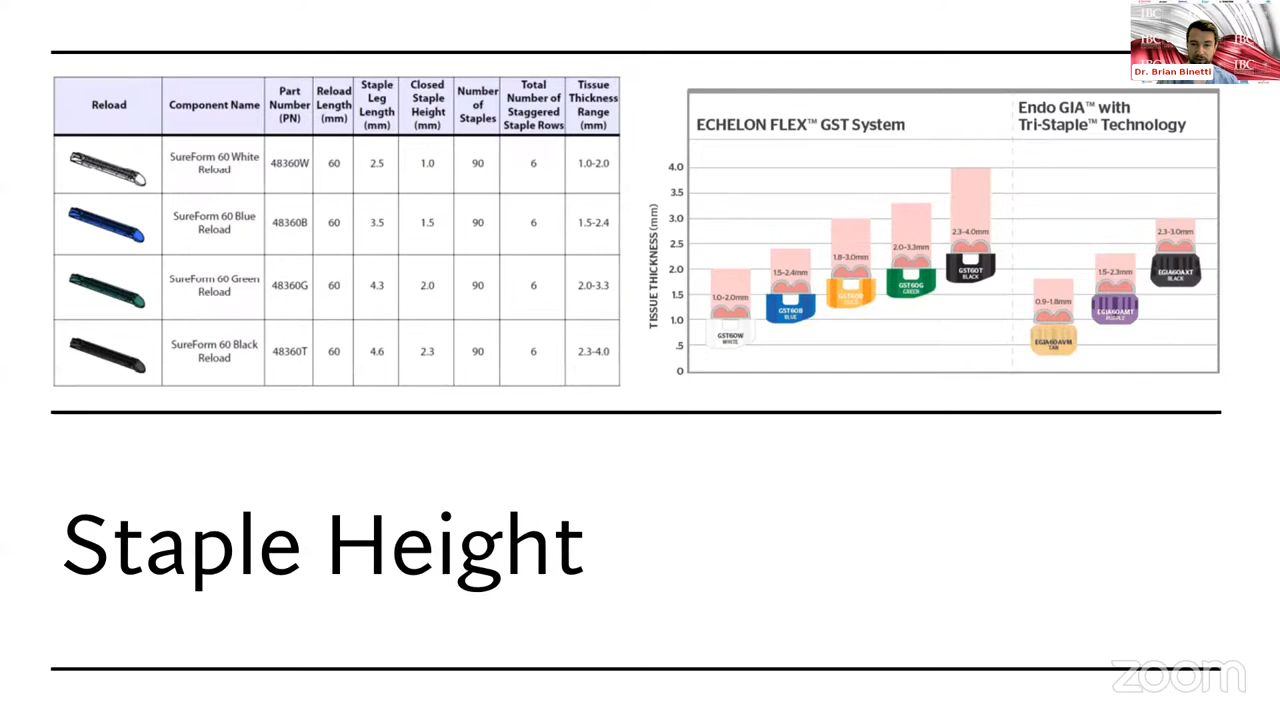 IBC
Dr. Brian Binetti
Reload
Component Name
Part
Number
(PN)
Reload
Length
(mm)
Staple
Leg
Length
(mm)
Closed
Staple
Height
(mm)
Number
of
Staples
Total
Number of
Staggered
Staple Rows
Tissue
Thickness
Range
(mm)
SureForm 60 White
Reload
48360W 60 2.5 1.0 90 6 1.0-2.0
SureForm 60 Blue
Reload
48360B 60 3.5 1.5 90 6 1.5-2.4
SureForm 60 Green
Reload
48360G 60 4.3 2.0 90 6 2.0-3.3
SureForm 60 Black
Reload
48360T 60 4.6 2.3 90 6 2.3-4.0
ECHELON FLEX™ GST System
Endo GIA™ with
Tri-Staple™ Technology
TISSUE THICKNESS (mm)
4.0
3.5
3.0
2.5
2.0
1.5
1.0
.5
0
1.0-2.0mm
GST60W
WHITE
1.5-2.4mm
GST60B
BLUE
1.8-3.0mm
GST60D
GOLD
2.0-3.3mm
GST60G
GREEN
2.3-4.0mm
GST60T
BLACK
0.9-1.8mm
EGIA60AVM
TAN
1.5-2.3mm
EGIA60AMT
PURPLE
2.3-3.0mm
EGIA60AXT
BLACK
Staple Height
zoom